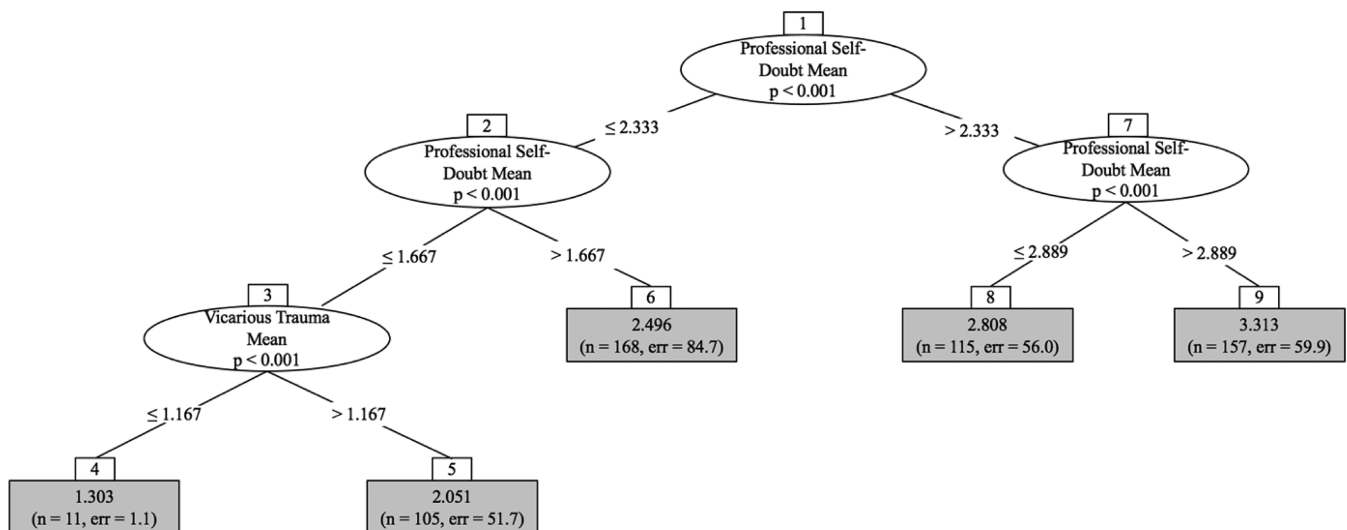 1
Professional Self-
Doubt Mean
p < 0.001
≤ 2.333
> 2.333
2
Professional Self-
Doubt Mean
p < 0.001
7
Professional Self-
Doubt Mean
p < 0.001
≤ 1.667
> 1.667
≤ 2.889
> 2.889
3
Vicarious Trauma
Mean
p < 0.001
6
2.496
(n = 168, err = 84.7)
8
2.808
(n = 115, err = 56.0)
9
3.313
(n = 157, err = 59.9)
≤ 1.167
> 1.167
4
1.303
(n = 11, err = 1.1)
5
2.051
(n = 105, err = 51.7)